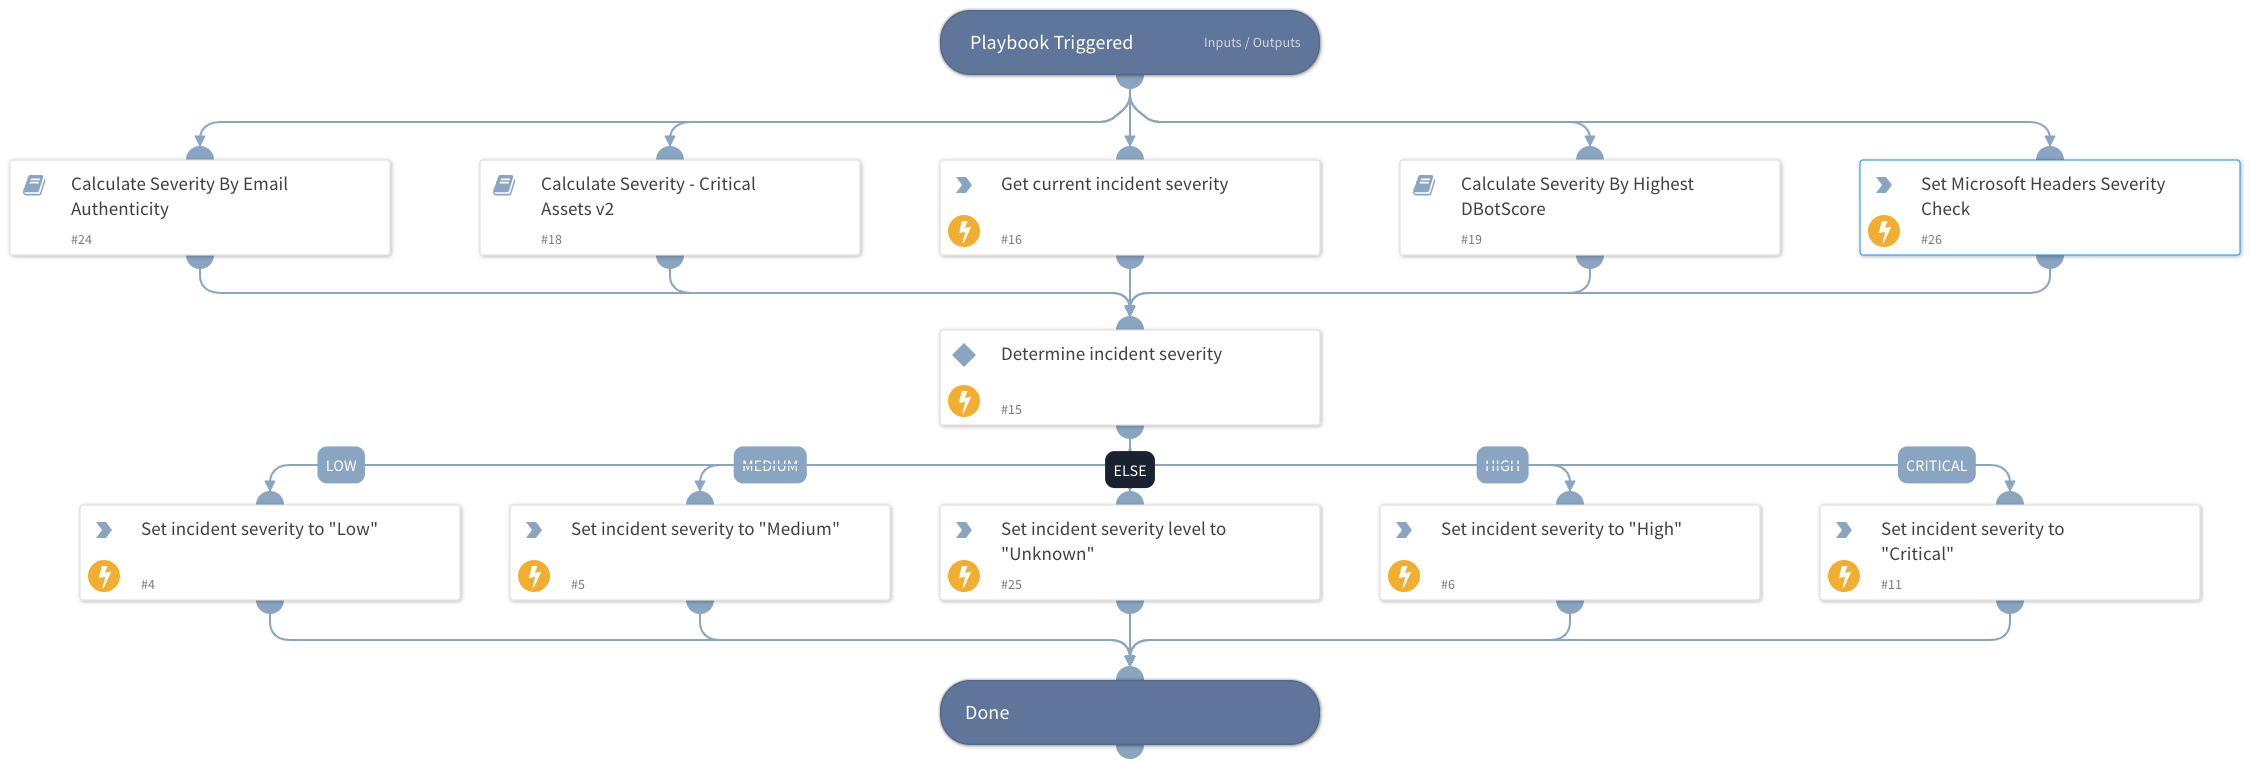 Playbook Triggered
Inputs / Outputs
Calculate Severity By Email
Authenticity
#24
Calculate Severity - Critical
Assets v2
#18
Get current incident severity
#16
Calculate Severity By Highest
DBotScore
#19
Set Microsoft Headers Severity
Check
#26
Determine incident severity
#15
LOW
MEDIUM
ELSE
HIGH
CRITICAL
Set incident severity to "Low"
#4
Set incident severity to "Medium"
#5
Set incident severity level to
"Unknown"
#25
Set incident severity to "High"
#6
Set incident severity to
"Critical"
#11
Done